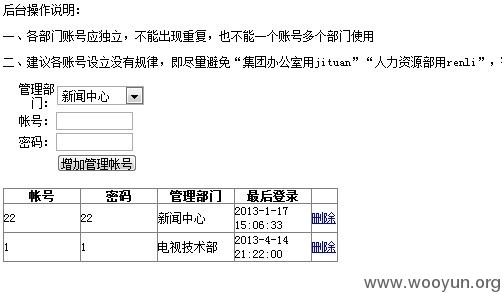 后台操作说明：
一、各部门账号应独立，不能出现重复，也不能一个账号多个部门使用
二、建议各账号设立没有规律，即尽量避免“集团办公室用jituan”“人力资源部用renli”，
管理部门： 新闻中心
帐号：
密码：
增加管理帐号
帐号 密码 管理部门 最后登录
22 22 新闻中心 2013-1-17 15:06:33 删除
1 1 电视技术部 2013-4-14 21:22:00 删除
www.wooyun.org